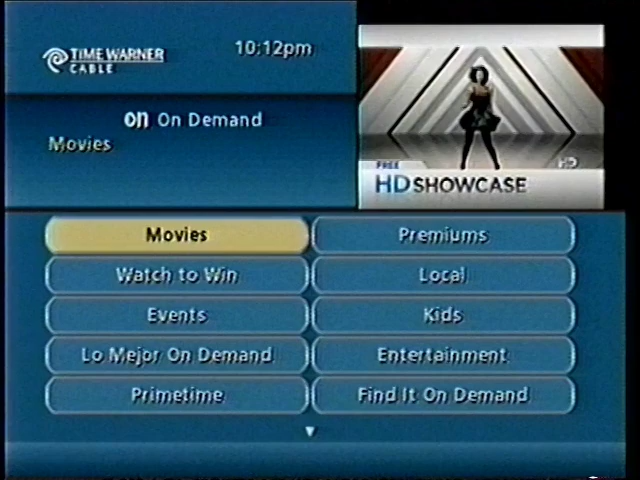 TIME WARNER
CABLE
10:12pm
on On Demand
Movies
FREE
HD
HD SHOWCASE
Movies
Premiums
Watch to Win
Local
Events
Kids
Lo Mejor On Demand
Entertainment
Primetime
Find It On Demand